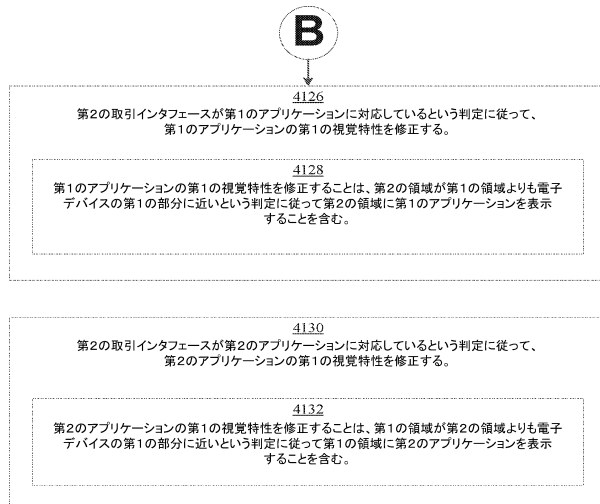 B
4126
第2の取引インタフェースが第1のアプリケーションに対応しているという判定に従って、
第1のアプリケーションの第1の視覚特性を修正する。
4128
第1のアプリケーションの第1の視覚特性を修正することは、第2の領域が第1の領域よりも電子
デバイスの第1の部分に近いという判定に従って第2の領域に第1のアプリケーションを表示
することを含む。
4130
第2の取引インタフェースが第2のアプリケーションに対応しているという判定に従って、
第2のアプリケーションの第1の視覚特性を修正する。
4132
第2のアプリケーションの第1の視覚特性を修正することは、第1の領域が第2の領域よりも電子
デバイスの第1の部分に近いという判定に従って第1の領域に第2のアプリケーションを表示
することを含む。